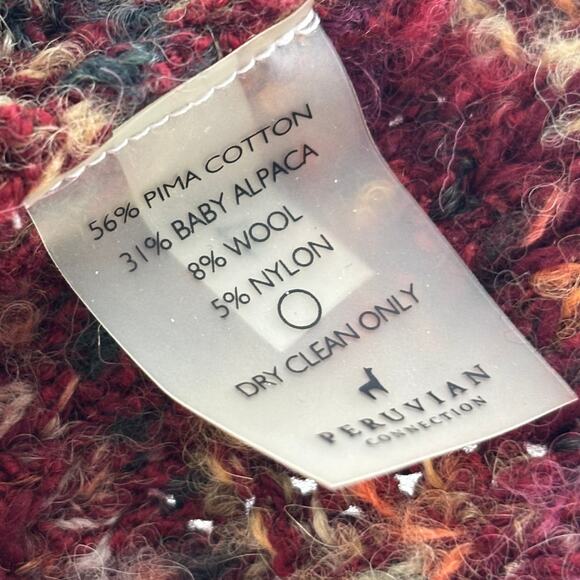 56% PIMA COTTON
31% BABY ALPACA
8% WOOL
5% NYLON
DRY CLEAN ONLY
PERUVIAN
CONNECTION